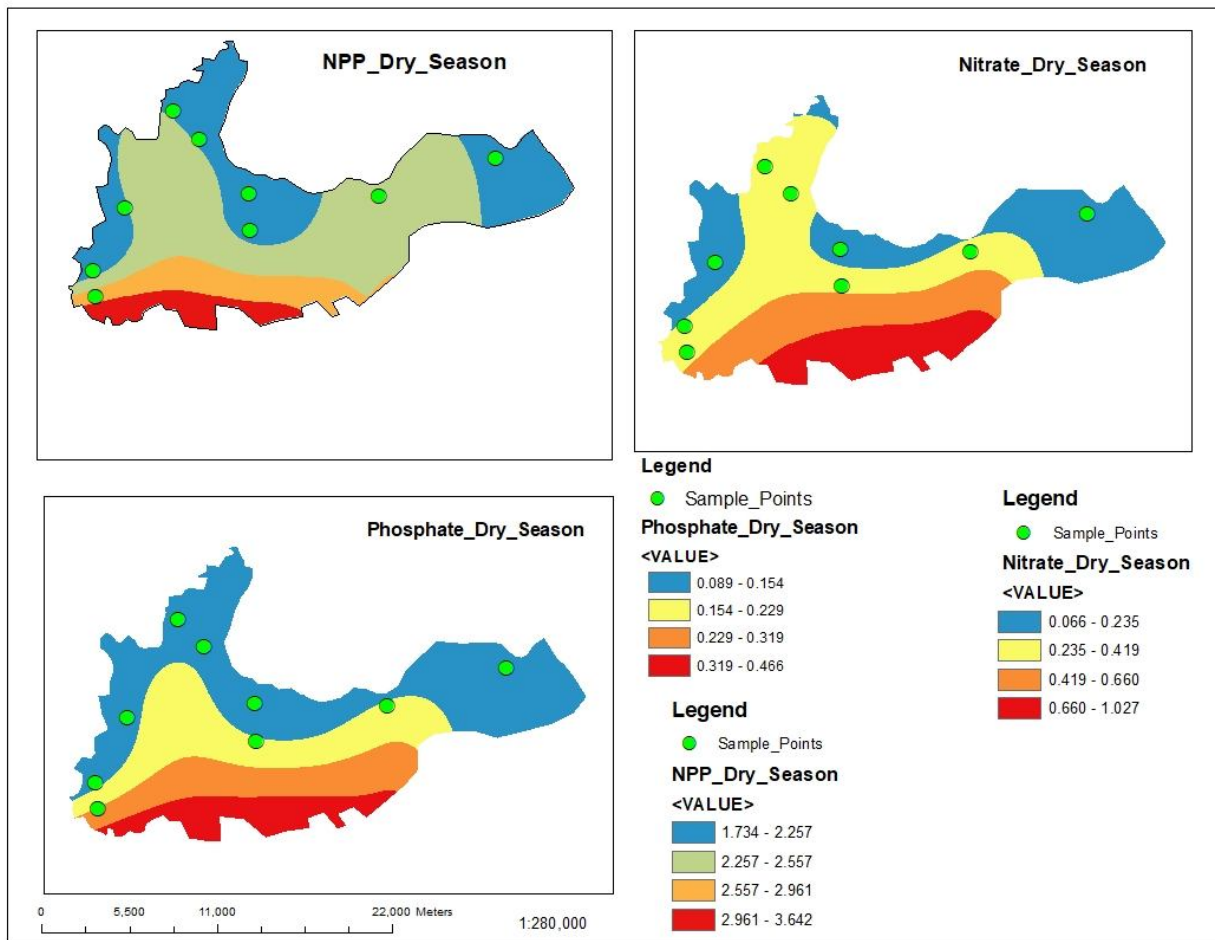 NPP_Dry_Season
Nitrate_Dry_Season
Phosphate_Dry_Season
Legend
Sample_Points
Phosphate_Dry_Season
<VALUE>
0.089 - 0.154
0.154 - 0.229
0.229 - 0.319
0.319 - 0.466
Legend
Sample_Points
Nitrate_Dry_Season
<VALUE>
0.066 - 0.235
0.235 - 0.419
0.419 - 0.660
0.660 - 1.027
Legend
Sample_Points
NPP_Dry_Season
<VALUE>
1.734 - 2.257
2.257 - 2.557
2.557 - 2.961
2.961 - 3.642
0 5,500 11,000 22,000 Meters
1:280,000